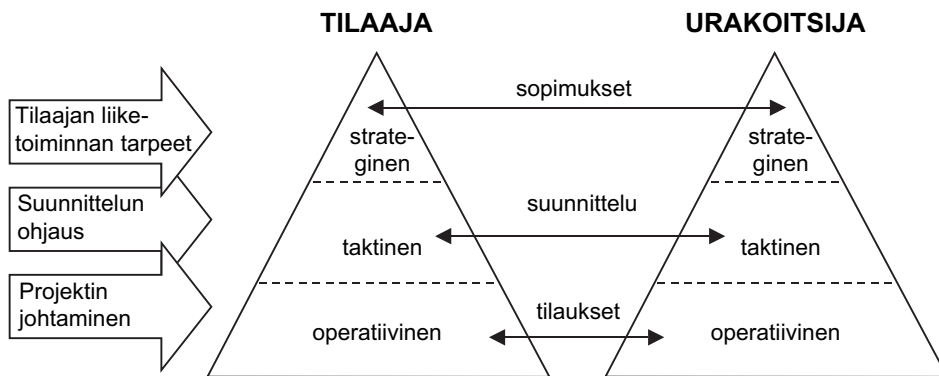 TILAAJA
URAKOITSIJA
Tilaajan liike-
toiminnan tarpeet
sopimukset
strate-
ginen
strate-
ginen
Suunnittelun
ohjaus
suunnittelu
taktinen
taktinen
Projektin
johtaminen
tilaukset
operatiivinen
operatiivinen